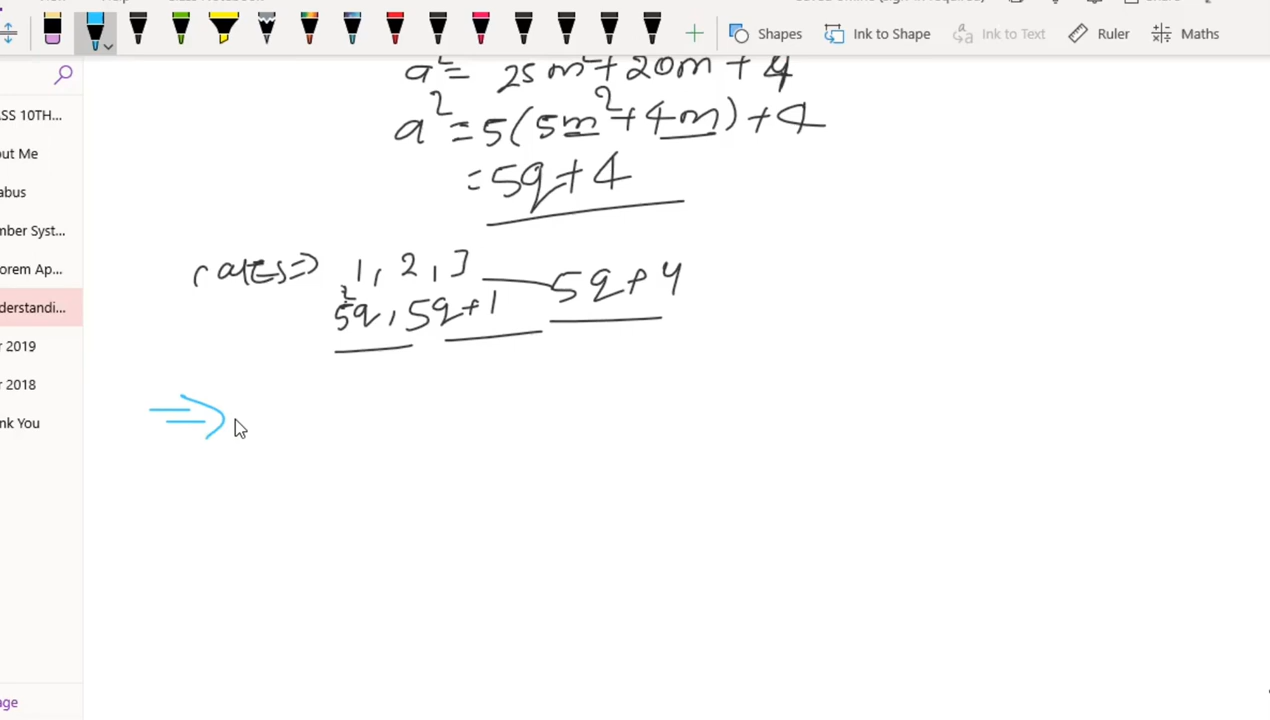 Shapes Ink to Shape Ink to Text Ruler Maths
SS 10TH...
out Me
abus
mber Syst...
orem Ap...
derstandi...
r 2019
r 2018
nk You
age
a²= 25m²+20m+4
a²=5(5m²+4m)+4
=5q+4
cases=> 1, 2, 3 5q+4
5q, 5q+1
=>